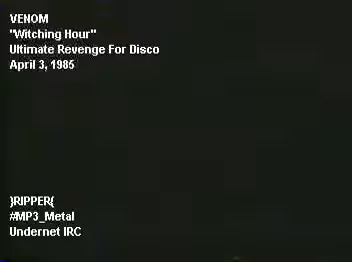 VENOM
"Witching Hour"
Ultimate Revenge For Disco
April 3, 1985
}RIPPER{
#MP3_Metal
Undernet IRC